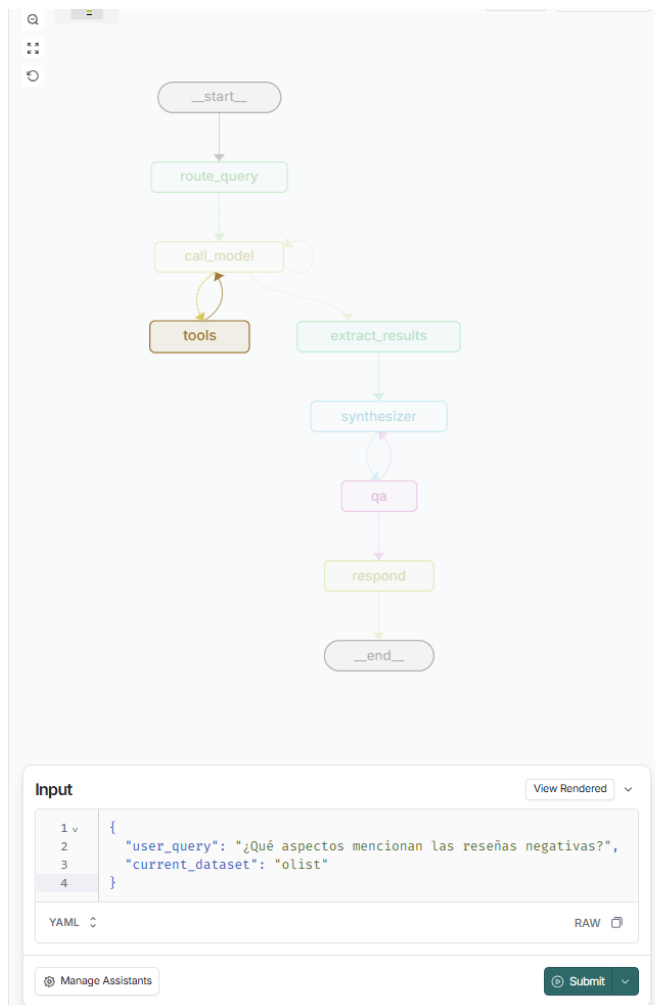 __start__
route_query
call_model
tools
extract_results
synthesizer
qa
respond
__end__
Input
View Rendered
1
{
2
"user_query": "¿Qué aspectos mencionan las reseñas negativas?",
3
"current_dataset": "olist"
4
}
YAML
RAW
Manage Assistants
Submit